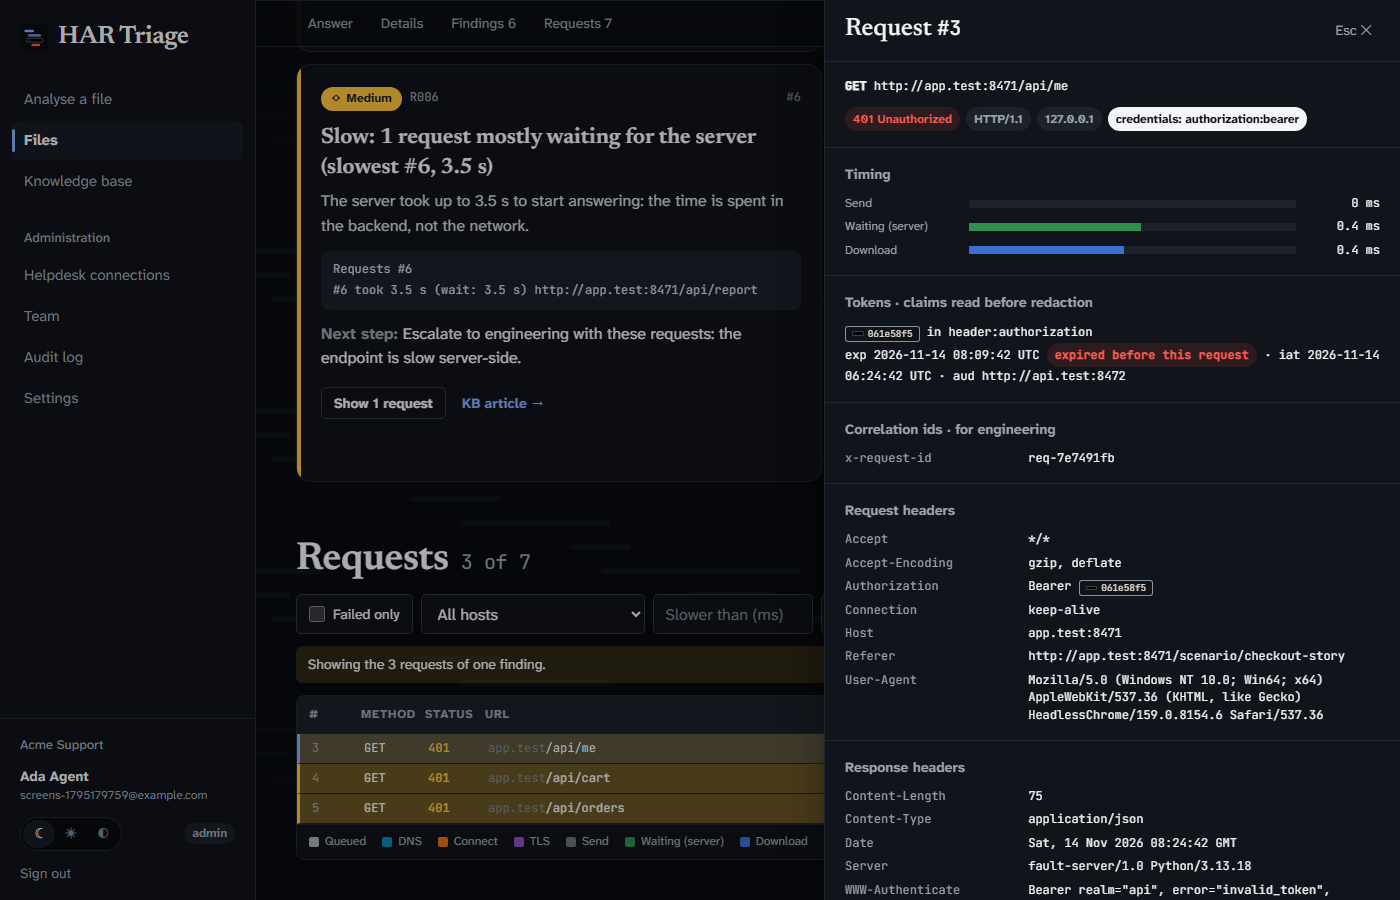 HAR Triage
Analyse a file
Files
Knowledge base
Administration
Helpdesk connections
Team
Audit log
Settings
Acme Support
Ada Agent
screens-1795179759@example.com
admin
Sign out
Answer Details Findings 6 Requests 7
Medium R006 #6
Slow: 1 request mostly waiting for the server
(slowest #6, 3.5 s)
The server took up to 3.5 s to start answering: the time is spent in
the backend, not the network.
Requests #6
#6 took 3.5 s (wait: 3.5 s) http://app.test:8471/api/report
Next step: Escalate to engineering with these requests: the
endpoint is slow server-side.
Show 1 request KB article →
Requests 3 of 7
Failed only All hosts Slower than (ms)
Showing the 3 requests of one finding.
# METHOD STATUS URL
3 GET 401 app.test/api/me
4 GET 401 app.test/api/cart
5 GET 401 app.test/api/orders
Queued DNS Connect TLS Send Waiting (server) Download
Request #3 Esc ×
GET http://app.test:8471/api/me
401 Unauthorized HTTP/1.1 127.0.0.1 credentials: authorization:bearer
Timing
Send 0 ms
Waiting (server) 0.4 ms
Download 0.4 ms
Tokens · claims read before redaction
061e58f5 in header:authorization
exp 2026-11-14 08:09:42 UTC expired before this request · iat 2026-11-14
06:24:42 UTC · aud http://api.test:8472
Correlation ids · for engineering
x-request-id req-7e7491fb
Request headers
Accept */*
Accept-Encoding gzip, deflate
Authorization Bearer 061e58f5
Connection keep-alive
Host app.test:8471
Referer http://app.test:8471/scenario/checkout-story
User-Agent Mozilla/5.0 (Windows NT 10.0; Win64; x64)
AppleWebKit/537.36 (KHTML, like Gecko)
HeadlessChrome/159.0.8154.6 Safari/537.36
Response headers
Content-Length 75
Content-Type application/json
Date Sat, 14 Nov 2026 08:24:42 GMT
Server fault-server/1.0 Python/3.13.18
WWW-Authenticate Bearer realm="api", error="invalid_token",